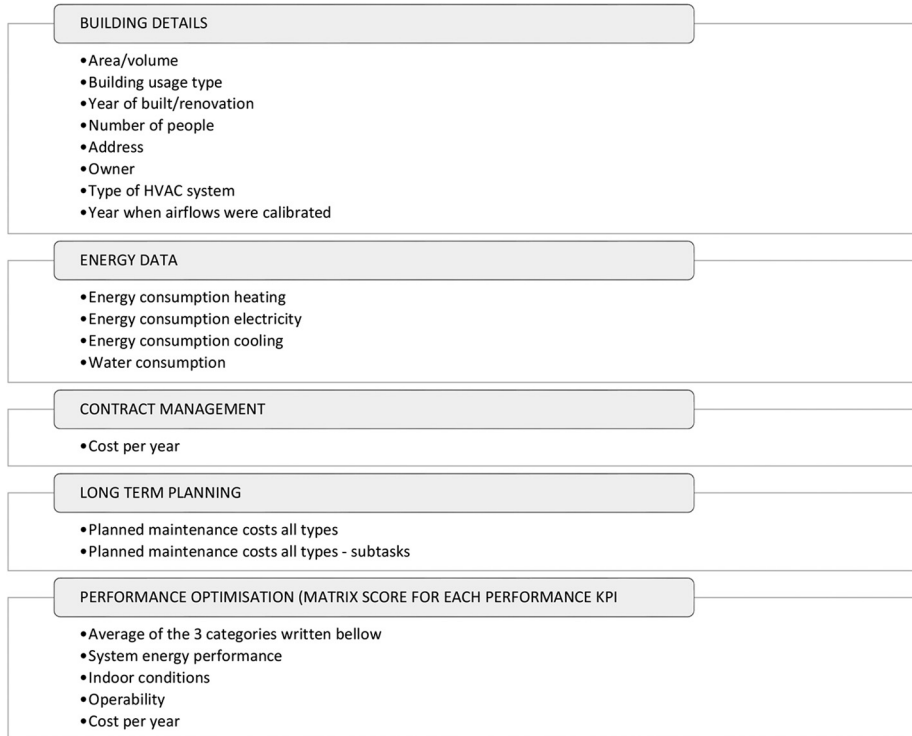 BUILDING DETAILS
•Area/volume
•Building usage type
•Year of built/renovation
•Number of people
•Address
•Owner
•Type of HVAC system
•Year when airflows were calibrated
ENERGY DATA
•Energy consumption heating
•Energy consumption electricity
•Energy consumption cooling
•Water consumption
CONTRACT MANAGEMENT
•Cost per year
LONG TERM PLANNING
•Planned maintenance costs all types
•Planned maintenance costs all types - subtasks
PERFORMANCE OPTIMISATION (MATRIX SCORE FOR EACH PERFORMANCE KPI
•Average of the 3 categories written bellow
•System energy performance
•Indoor conditions
•Operability
•Cost per year